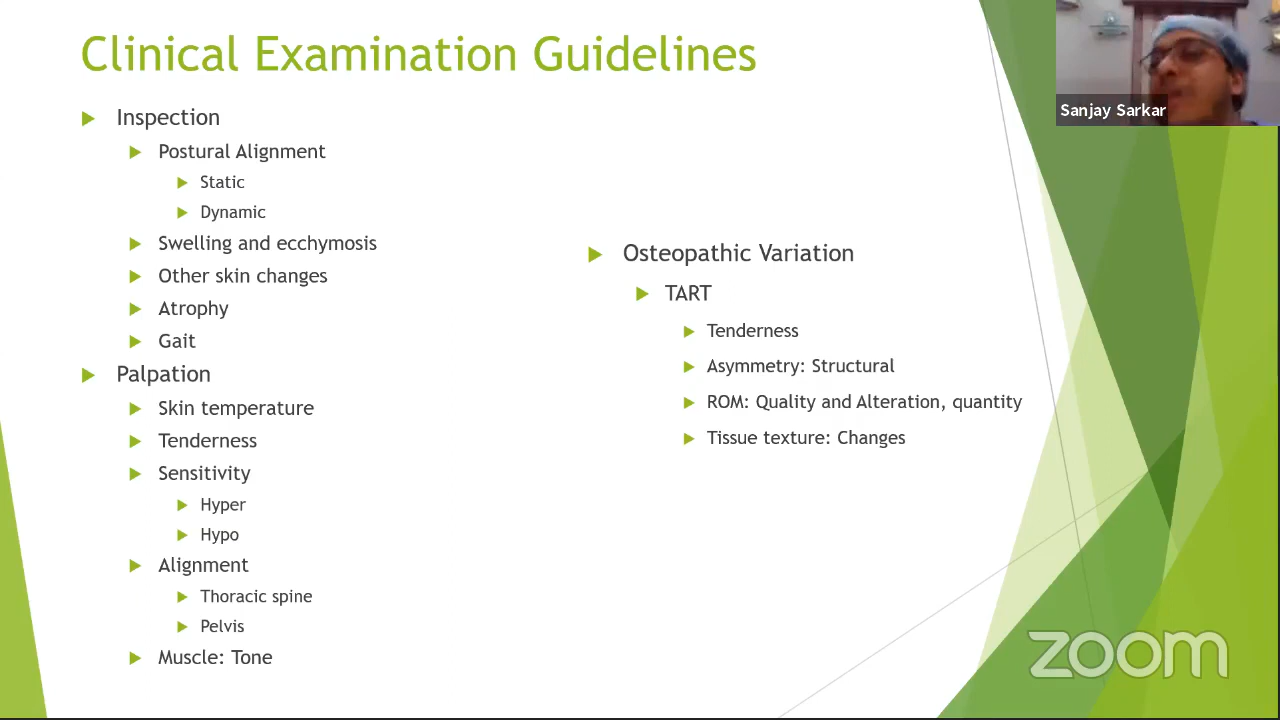 Clinical Examination Guidelines
Inspection
Postural Alignment
Static
Dynamic
Swelling and ecchymosis
Other skin changes
Atrophy
Gait
Palpation
Skin temperature
Tenderness
Sensitivity
Hyper
Hypo
Alignment
Thoracic spine
Pelvis
Muscle: Tone
Osteopathic Variation
TART
Tenderness
Asymmetry: Structural
ROM: Quality and Alteration, quantity
Tissue texture: Changes
Sanjay Sarkar
zoom